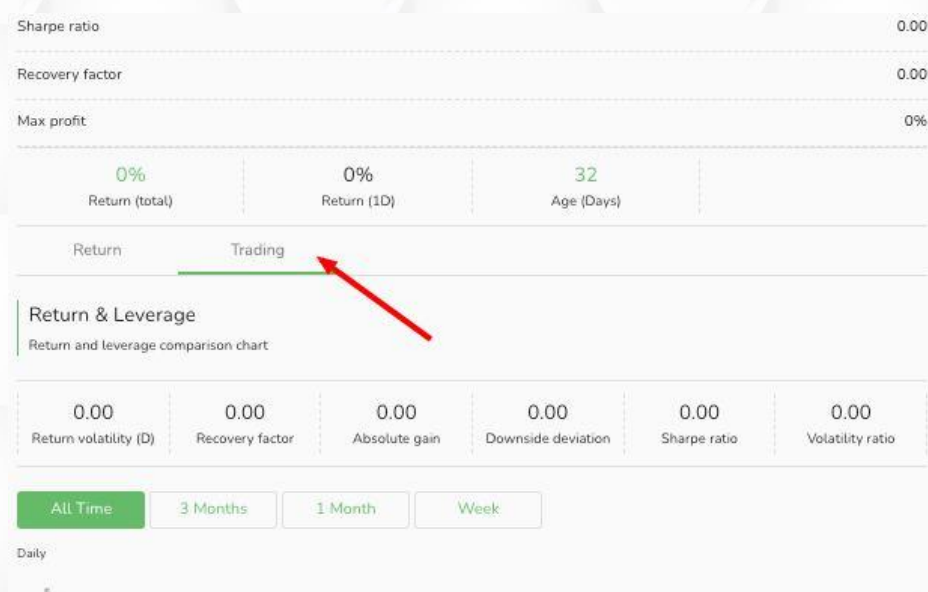 Sharpe ratio 0.00
Recovery factor 0.00
Max profit 0%
0% 0% 32
Return (total) Return (1D) Age (Days)
Return Trading
Return & Leverage
Return and leverage comparison chart
0.00 0.00 0.00 0.00 0.00 0.00
Return volatility (D) Recovery factor Absolute gain Downside deviation Sharpe ratio Volatility ratio
All Time 3 Months 1 Month Week
Daily